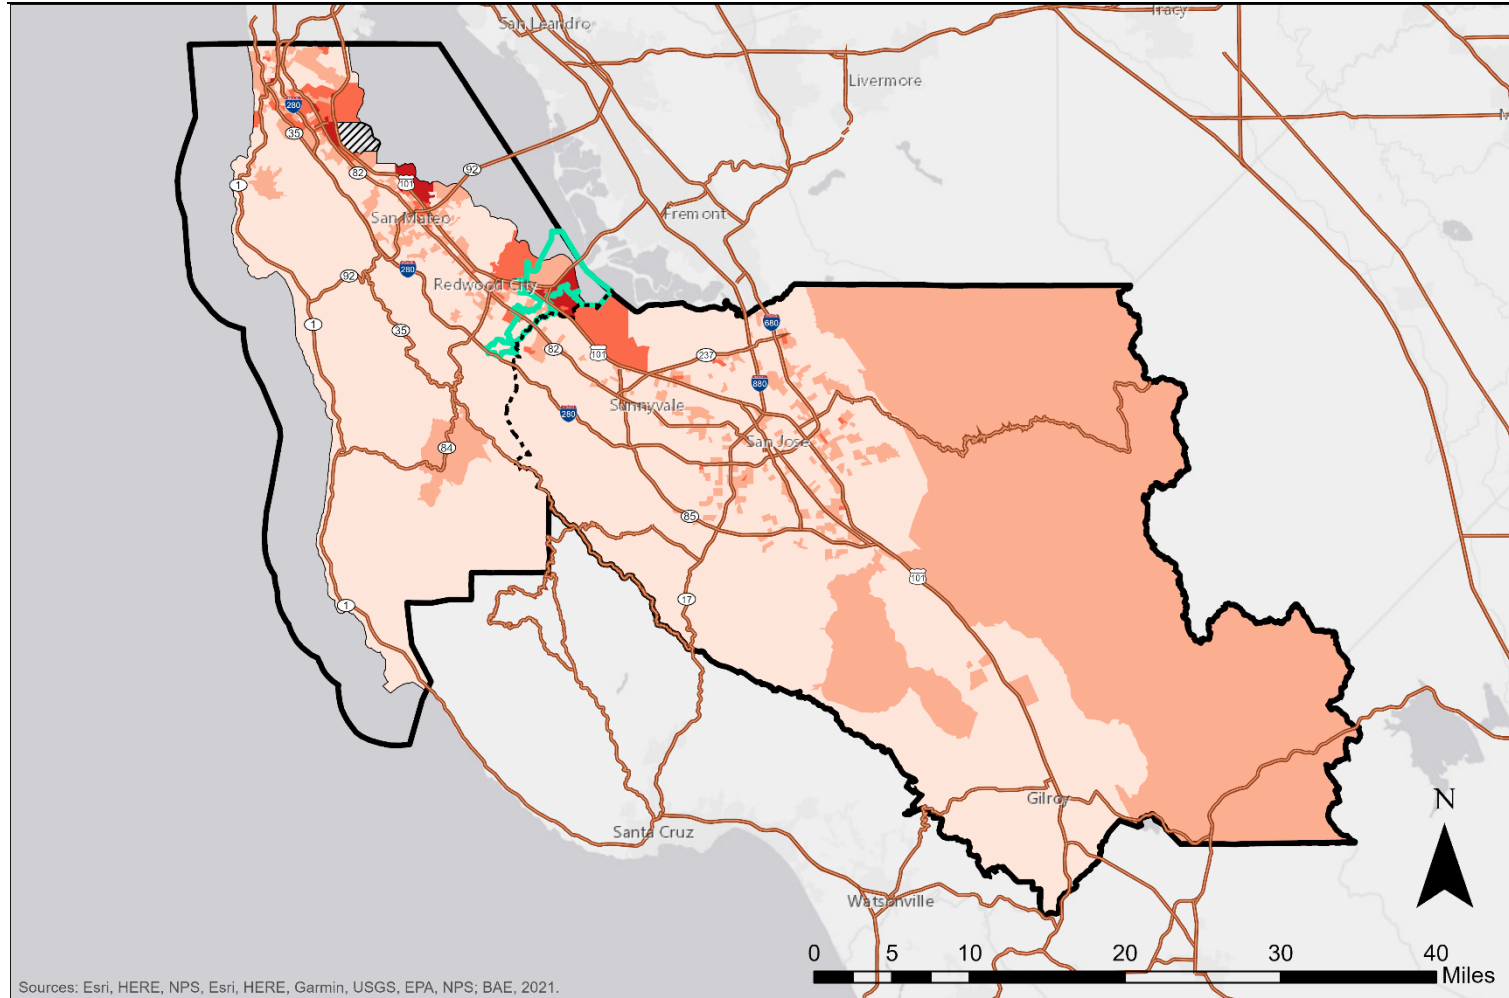 San Leandro
Tracy
Livermore
280
35
82
101
92
1
San Mateo
Fremont
280
92
Redwood City
1
35
680
82
101
237
880
280
Sunnyvale
San Jose
84
85
101
1
17
Gilroy
N
Santa Cruz
Watsonville
0 5 10 20 30 40
Miles
Sources: Esri, HERE, NPS, Esri, HERE, Garmin, USGS, EPA, NPS; BAE, 2021.